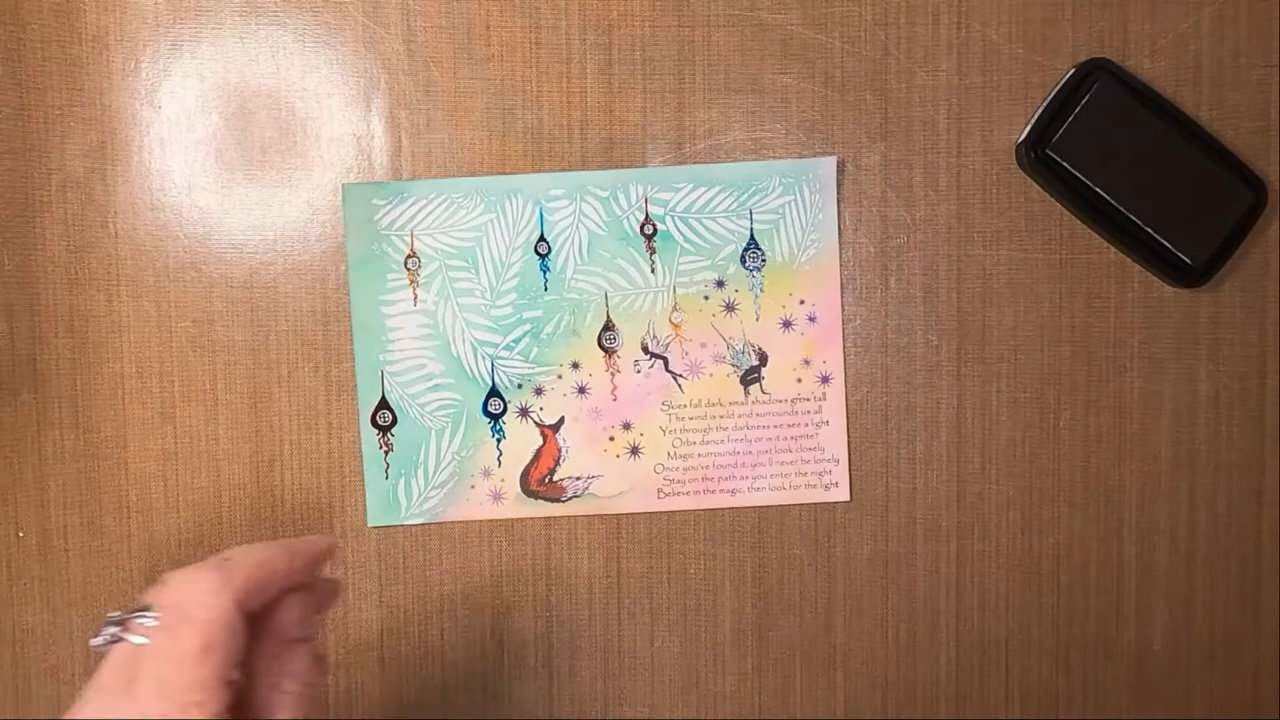 Skies fall dark, small shadows grow tall
The wind is wild and surrounds us all
Yet through the darkness we see a light
Orbs dance freely or is it a sprite?
Magic surrounds us, just look closely
Once you've found it, you'll never be lonely
Stay on the path as you enter the night
Believe in the magic, then look for the light